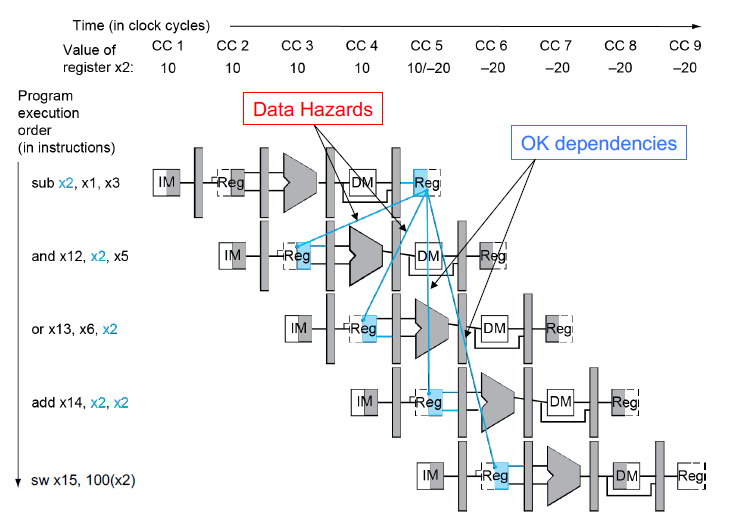 Time (in clock cycles)
Value of register x2:
CC 1 CC 2 CC 3 CC 4 CC 5 CC 6 CC 7 CC 8 CC 9
10 10 10 10 10/–20 –20 –20 –20 –20
Program
execution
order
(in instructions)
Data Hazards
OK dependencies
sub x2, x1, x3
IM Reg DM Reg
and x12, x2, x5
IM Reg DM Reg
or x13, x6, x2
IM Reg DM Reg
add x14, x2, x2
IM Reg DM Reg
sw x15, 100(x2)
IM Reg DM Reg